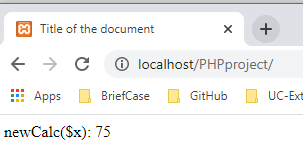 Title of the document
localhost/PHPproject/
Apps BriefCase GitHub UC-Ext
newCalc($x): 75